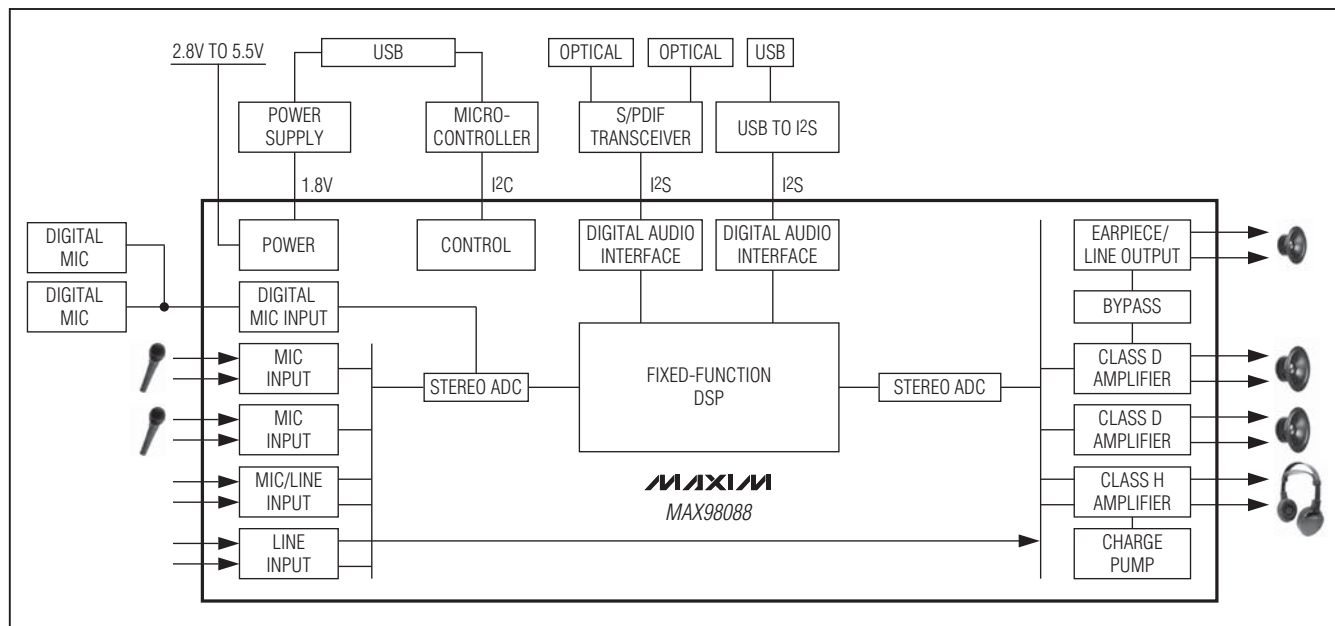 2.8V TO 5.5V
USB
OPTICAL
OPTICAL
USB
POWER
SUPPLY
MICRO-
CONTROLLER
S/PDIF
TRANSCEIVER
USB TO I2S
1.8V
I2C
I2S
I2S
DIGITAL
MIC
DIGITAL
MIC
POWER
CONTROL
DIGITAL AUDIO
INTERFACE
DIGITAL AUDIO
INTERFACE
EARPIECE/
LINE OUTPUT
DIGITAL
MIC INPUT
BYPASS
MIC
INPUT
STEREO ADC
FIXED-FUNCTION
DSP
STEREO ADC
CLASS D
AMPLIFIER
MIC
INPUT
CLASS D
AMPLIFIER
MIC/LINE
INPUT
MAXIM
MAX98088
CLASS H
AMPLIFIER
LINE
INPUT
CHARGE
PUMP